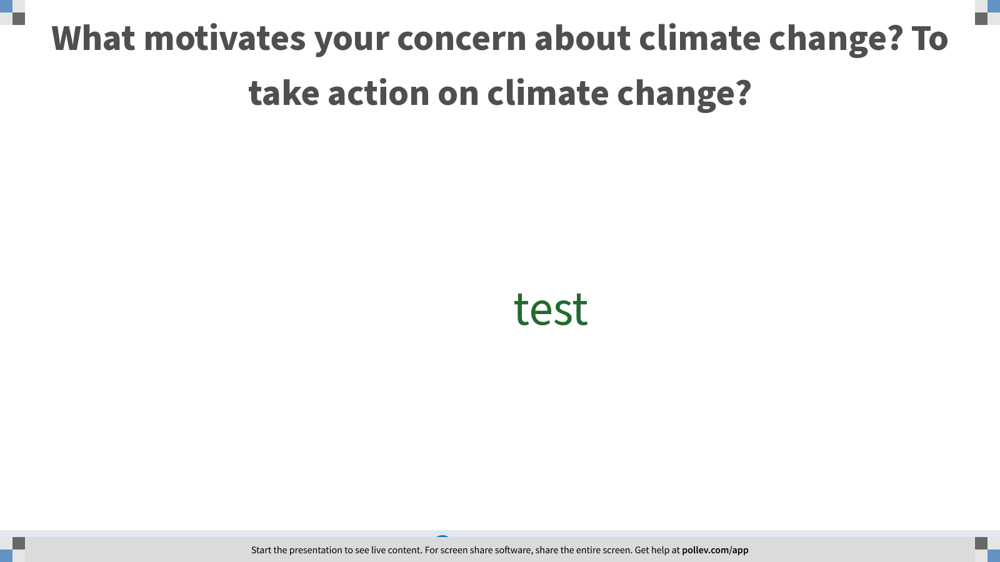 What motivates your concern about climate change? To
take action on climate change?
test
Start the presentation to see live content. For screen share software, share the entire screen. Get help at pollev.com/app